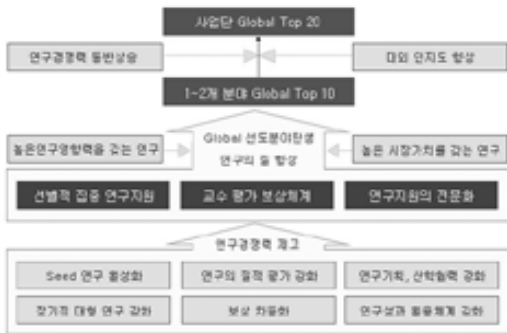 사업단 Global Top 20
연구경쟁력 동반상승
대외 인지도 향상
1~2개 분야 Global Top 10
Global 선도분야탄생
높은연구영향력을 갖는 연구
연구의 질 향상
높은 시장가치를 갖는 연구
선별적 집중 연구지원
교수 평가 보상체계
연구지원의 전문화
연구경쟁력 제고
Seed 연구 활성화
연구의 질적 평가 강화
연구기획, 산학협력 강화
장기적 대형 연구 강화
보상 차등화
연구성과 활용체계 강화